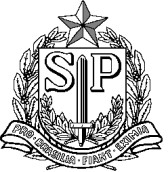 SP
PRO · BRASILIA · FIANT · EXIMIA